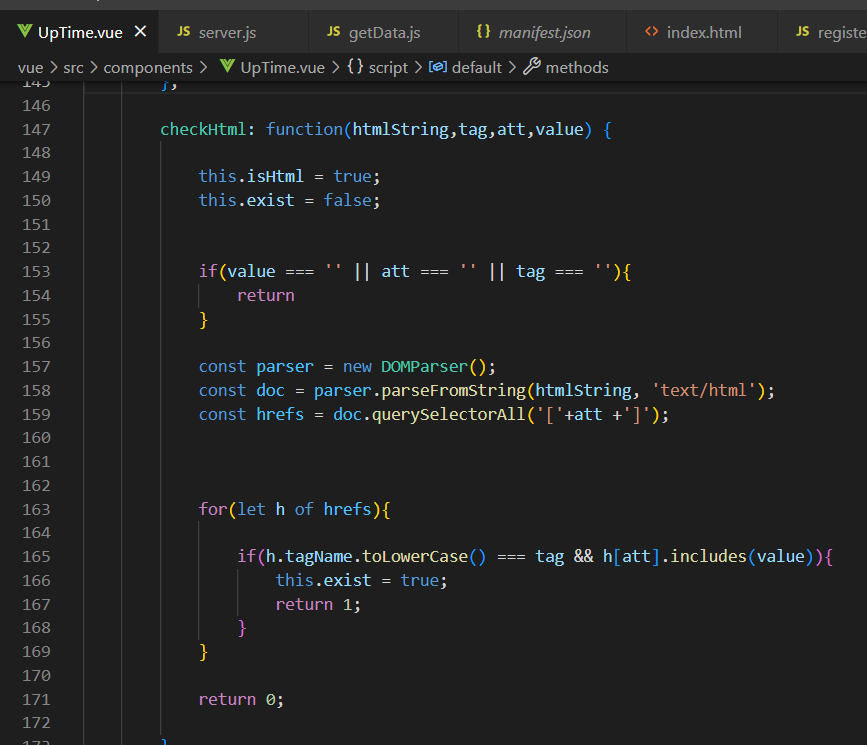 UpTime.vue
JS server.js
JS getData.js
{} manifest.json
<> index.html
JS registe
vue > src > components > UpTime.vue > {} script > default > methods
145 },
146
147 checkHtml: function(htmlString,tag,att,value) {
148
149 this.isHtml = true;
150 this.exist = false;
151
152
153 if(value === '' || att === '' || tag === ''){
154 return
155 }
156
157 const parser = new DOMParser();
158 const doc = parser.parseFromString(htmlString, 'text/html');
159 const hrefs = doc.querySelectorAll('['+att +']');
160
161
162
163 for(let h of hrefs){
164
165 if(h.tagName.toLowerCase() === tag && h[att].includes(value)){
166 this.exist = true;
167 return 1;
168 }
169 }
170
171 return 0;
172
173 }